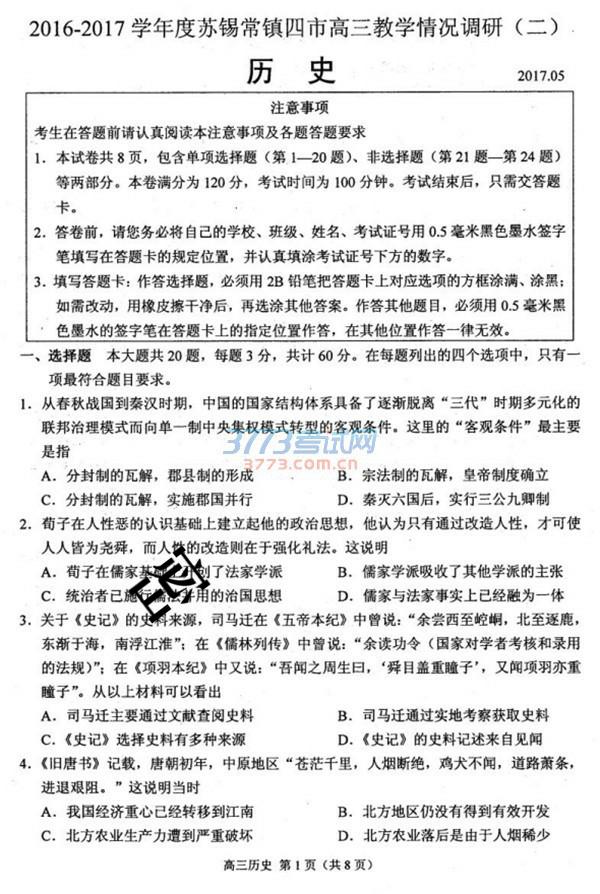 2016-2017 学年度苏锡常镇四市高三教学情况调研（二）
历 史
2017.05
注意事项
考生在答题前请认真阅读本注意事项及各题答题要求
1．本试卷共 8 页，包含单项选择题（第 1—20 题）、非选择题（第 21 题—第 24 题）
等两部分。本卷满分为 120 分，考试时间为 100 分钟。考试结束后，只需交答题
卡。
2．答卷前，请您务必将自己的学校、班级、姓名、考试证号用 0.5 毫米黑色墨水签字
笔填写在答题卡的规定位置，并认真填涂考试证号下方的数字。
3．填写答题卡：作答选择题，必须用 2B 铅笔把答题卡上对应选项的方框涂满、涂黑；
如需改动，用橡皮擦干净后，再选涂其他答案。作答其他题目，必须用 0.5 毫米黑
色墨水的签字笔在答题卡上的指定位置作答，在其他位置作答一律无效。
一、选择题　本大题共 20 题，每题 3 分，共计 60 分。在每题列出的四个选项中，只有一
项最符合题目要求。
1．从春秋战国到秦汉时期，中国的国家结构体系具备了逐渐脱离“三代”时期多元化的
联邦治理模式而向单一制中央集权模式转型的客观条件。这里的“客观条件”最主要
是指
A．分封制的瓦解，郡县制的形成　B．宗法制的瓦解，皇帝制度确立
C．分封制的瓦解，实施郡国并行　D．秦灭六国后，实行三公九卿制
3773考试网
3773.com.cn
2．荀子在人性恶的认识基础上建立起他的政治思想，他认为只有通过改造人性，才可使
人人皆为尧舜，而人性的改造则在于强化礼法。这说明
A．荀子在儒家基础上开创了法家学派　B．儒家学派吸收了其他学派的主张
C．统治者已施行儒法并用的治国思想　D．儒家与法家事实上已经融为一体
密
3．关于《史记》的史料来源，司马迁在《五帝本纪》中曾说：“余尝西至崆峒，北至逐鹿，
东渐于海，南浮江淮”；在《儒林列传》中曾说：“余读功令（国家对学者考核和录用
的法规）”；在《项羽本纪》中又说：“吾闻之周生曰，‘舜目盖重瞳子’，又闻项羽亦重
瞳子”。从以上材料可以看出
A．司马迁主要通过文献查阅史料　B．司马迁通过实地考察获取史料
C．《史记》选择史料有多种来源　D．《史记》的史料记述来自见闻
4．《旧唐书》记载，唐朝初年，中原地区“苍茫千里，人烟断绝，鸡犬不闻，道路萧条，
进退艰阻。”这说明当时
A．我国经济重心已经转移到江南　B．北方地区仍没有得到有效开发
C．北方农业生产力遭到严重破坏　D．北方农业落后是由于人烟稀少
高三历史 第 1 页（共 8 页）